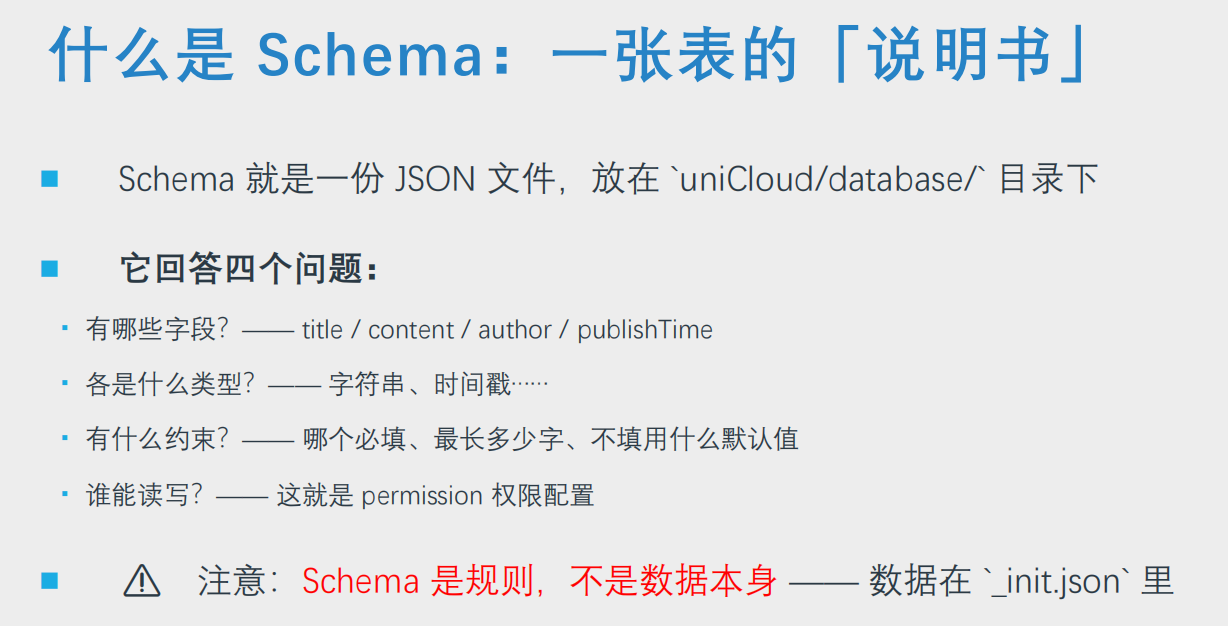 什么是 Schema：一张表的「说明书」
Schema 就是一份 JSON 文件，放在 `uniCloud/database/` 目录下
它回答四个问题：
有哪些字段？—— title / content / author / publishTime
各是什么类型？—— 字符串、时间戳……
有什么约束？—— 哪个必填、最长多少字、不填用什么默认值
谁能读写？—— 这就是 permission 权限配置
⚠ 注意：Schema 是规则，不是数据本身 —— 数据在 `_init.json` 里